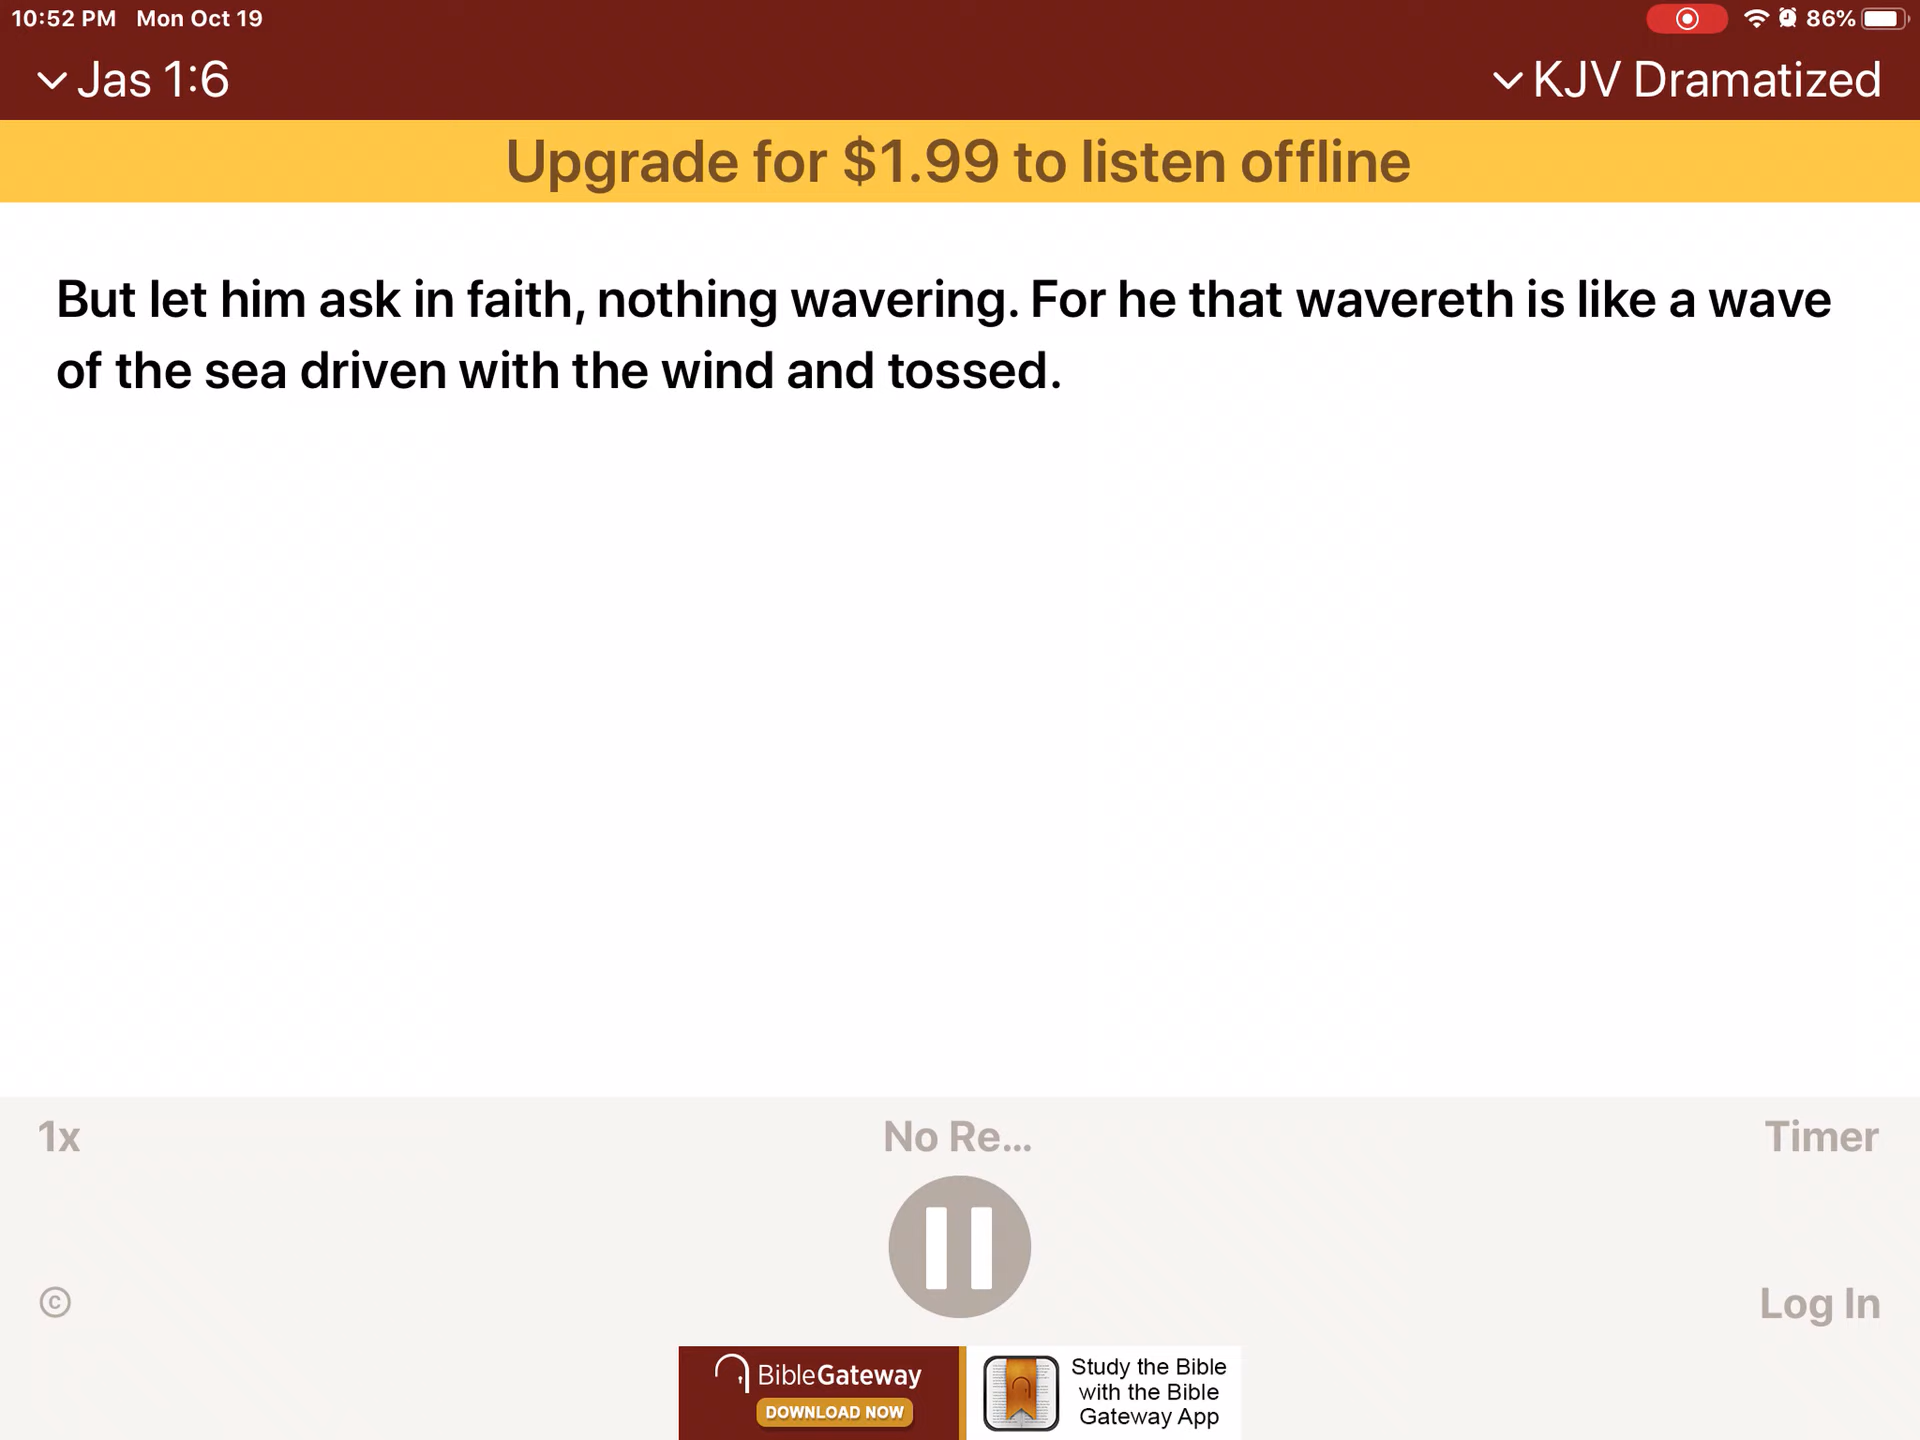 10:52 PM Mon Oct 19 86%
Jas 1:6 KJV Dramatized
Upgrade for $1.99 to listen offline
But let him ask in faith, nothing wavering. For he that wavereth is like a wave
of the sea driven with the wind and tossed.
1x No Re... Timer
© Log In
BibleGateway
DOWNLOAD NOW
Study the Bible
with the Bible
Gateway App